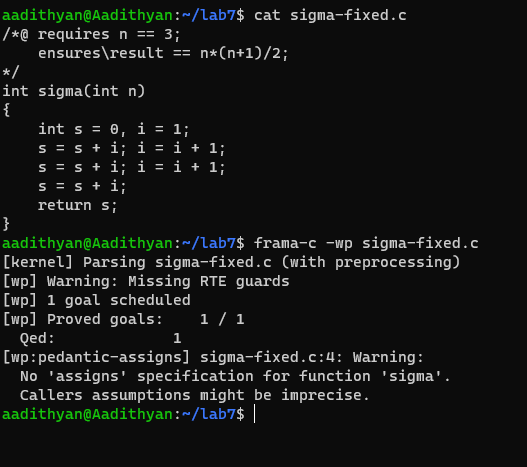 aadithyan@Aadithyan:~/lab7$ cat sigma-fixed.c
/*@ requires n == 3;
    ensures\result == n*(n+1)/2;
*/
int sigma(int n)
{
    int s = 0, i = 1;
    s = s + i; i = i + 1;
    s = s + i; i = i + 1;
    s = s + i;
    return s;
}
aadithyan@Aadithyan:~/lab7$ frama-c -wp sigma-fixed.c
[kernel] Parsing sigma-fixed.c (with preprocessing)
[wp] Warning: Missing RTE guards
[wp] 1 goal scheduled
[wp] Proved goals:    1 / 1
  Qed:             1
[wp:pedantic-assigns] sigma-fixed.c:4: Warning:
  No 'assigns' specification for function 'sigma'.
  Callers assumptions might be imprecise.
aadithyan@Aadithyan:~/lab7$